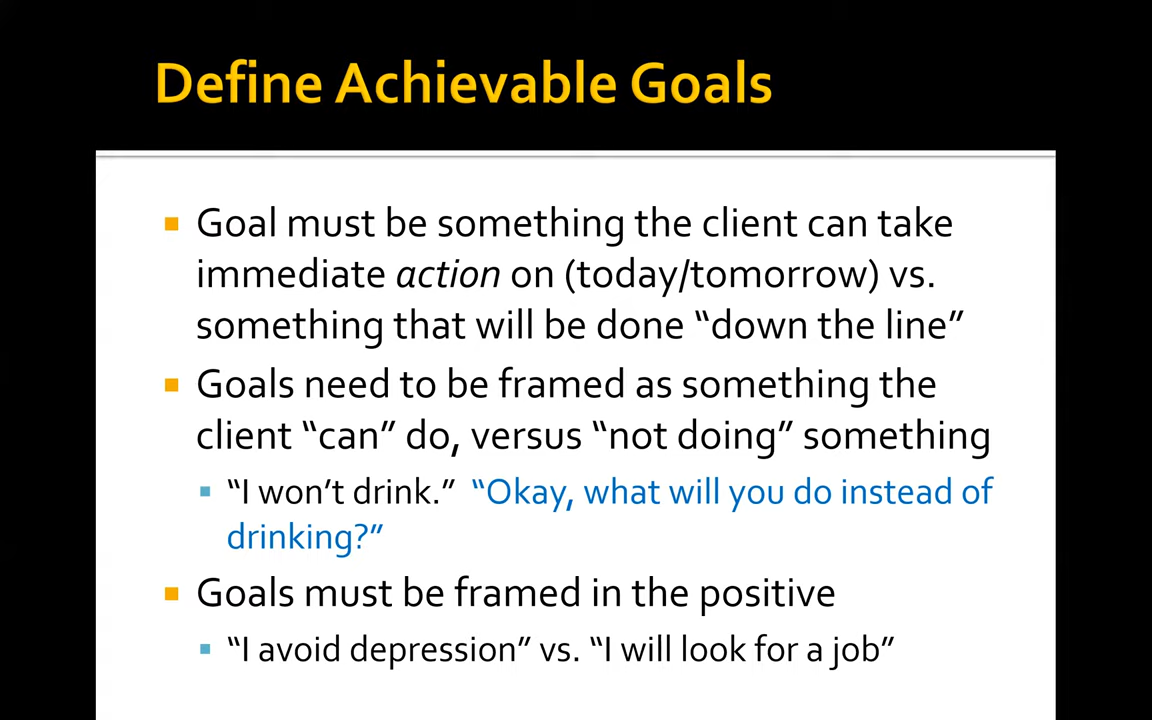 Define Achievable Goals
Goal must be something the client can take
immediate action on (today/tomorrow) vs.
something that will be done “down the line”
Goals need to be framed as something the
client “can” do, versus “not doing” something
“I won’t drink.”  “Okay, what will you do instead of
drinking?”
Goals must be framed in the positive
“I avoid depression” vs. “I will look for a job”